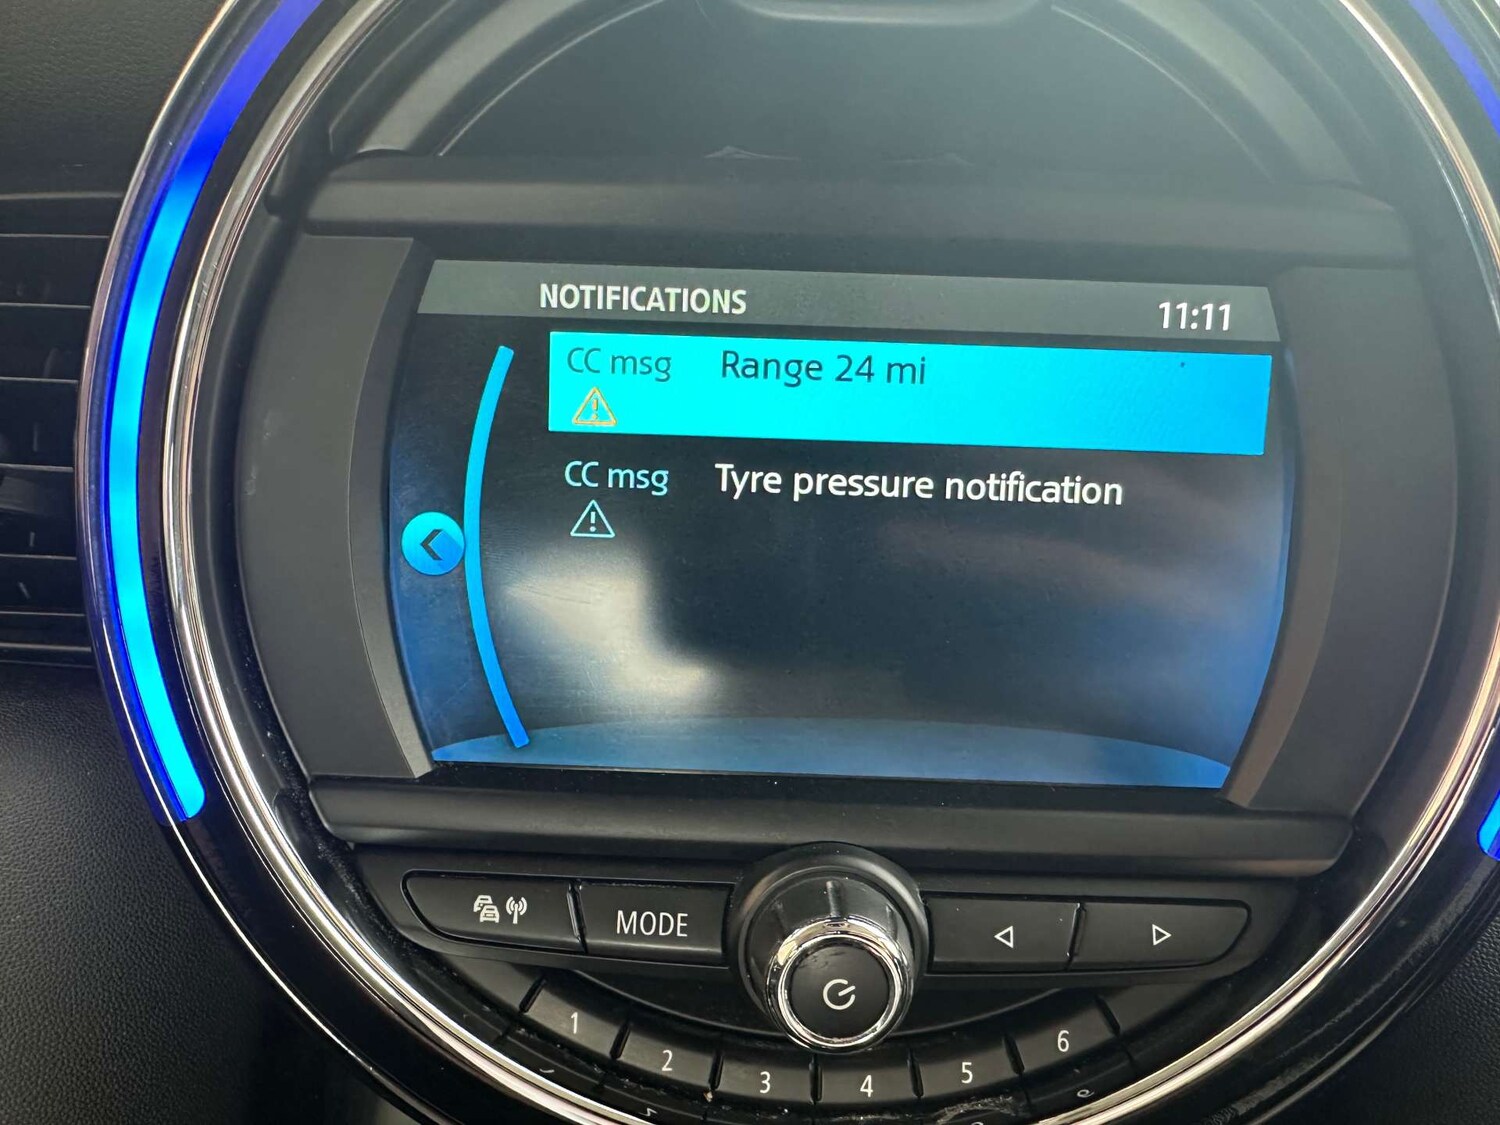 NOTIFICATIONS 11:11
CC msg Range 24 mi
CC msg Tyre pressure notification
MODE
1 2 3 4 5 6